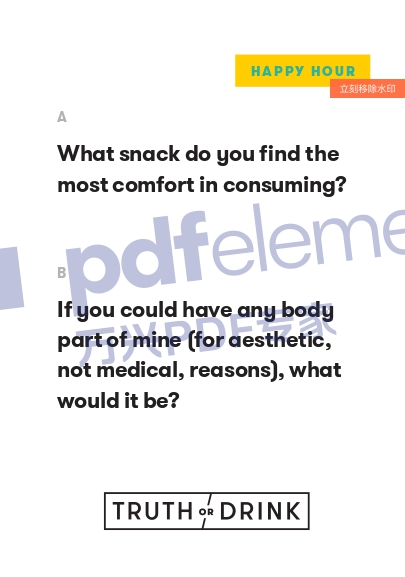 HAPPY HOUR
立刻移除水印
A
What snack do you find the
most comfort in consuming?
pdfeleme
B
If you could have any body
part of mine (for aesthetic,
not medical, reasons), what
would it be?
万兴PDF专家
TRUTH OR DRINK